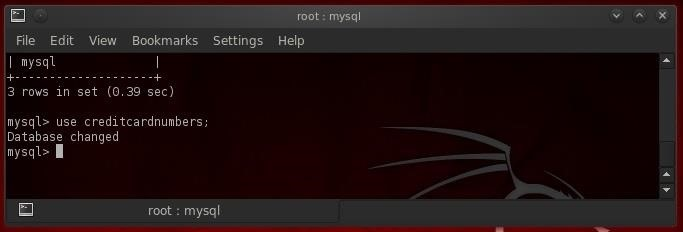 root : mysql
File Edit View Bookmarks Settings Help
| mysql              |
+--------------------+
3 rows in set (0.39 sec)
mysql> use creditcardnumbers;
Database changed
mysql>
root : mysql